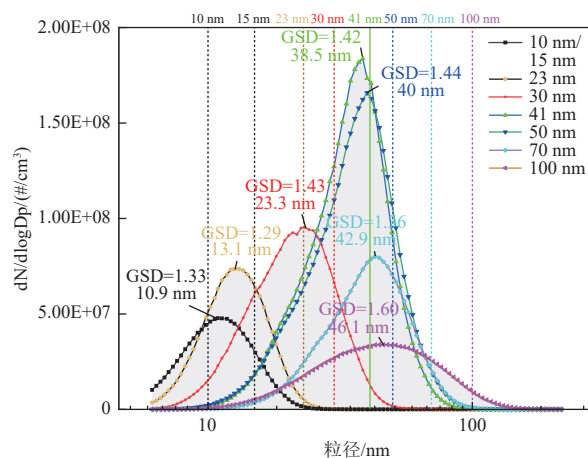 10 nm 15 nm 23 nm 30 nm 41 nm 50 nm 70 nm 100 nm
2.00E+08
1.50E+08
1.00E+08
5.00E+07
0
dN/dlogDp/(#/cm³)
GSD=1.42
38.5 nm
GSD=1.44
40 nm
GSD=1.43
23.3 nm
GSD=1.29
13.1 nm
42.9 nm
GSD=1.33
10.9 nm
GSD=1.60
46.1 nm
10 nm/
15 nm
23 nm
30 nm
41 nm
50 nm
70 nm
100 nm
10
100
粒径/nm